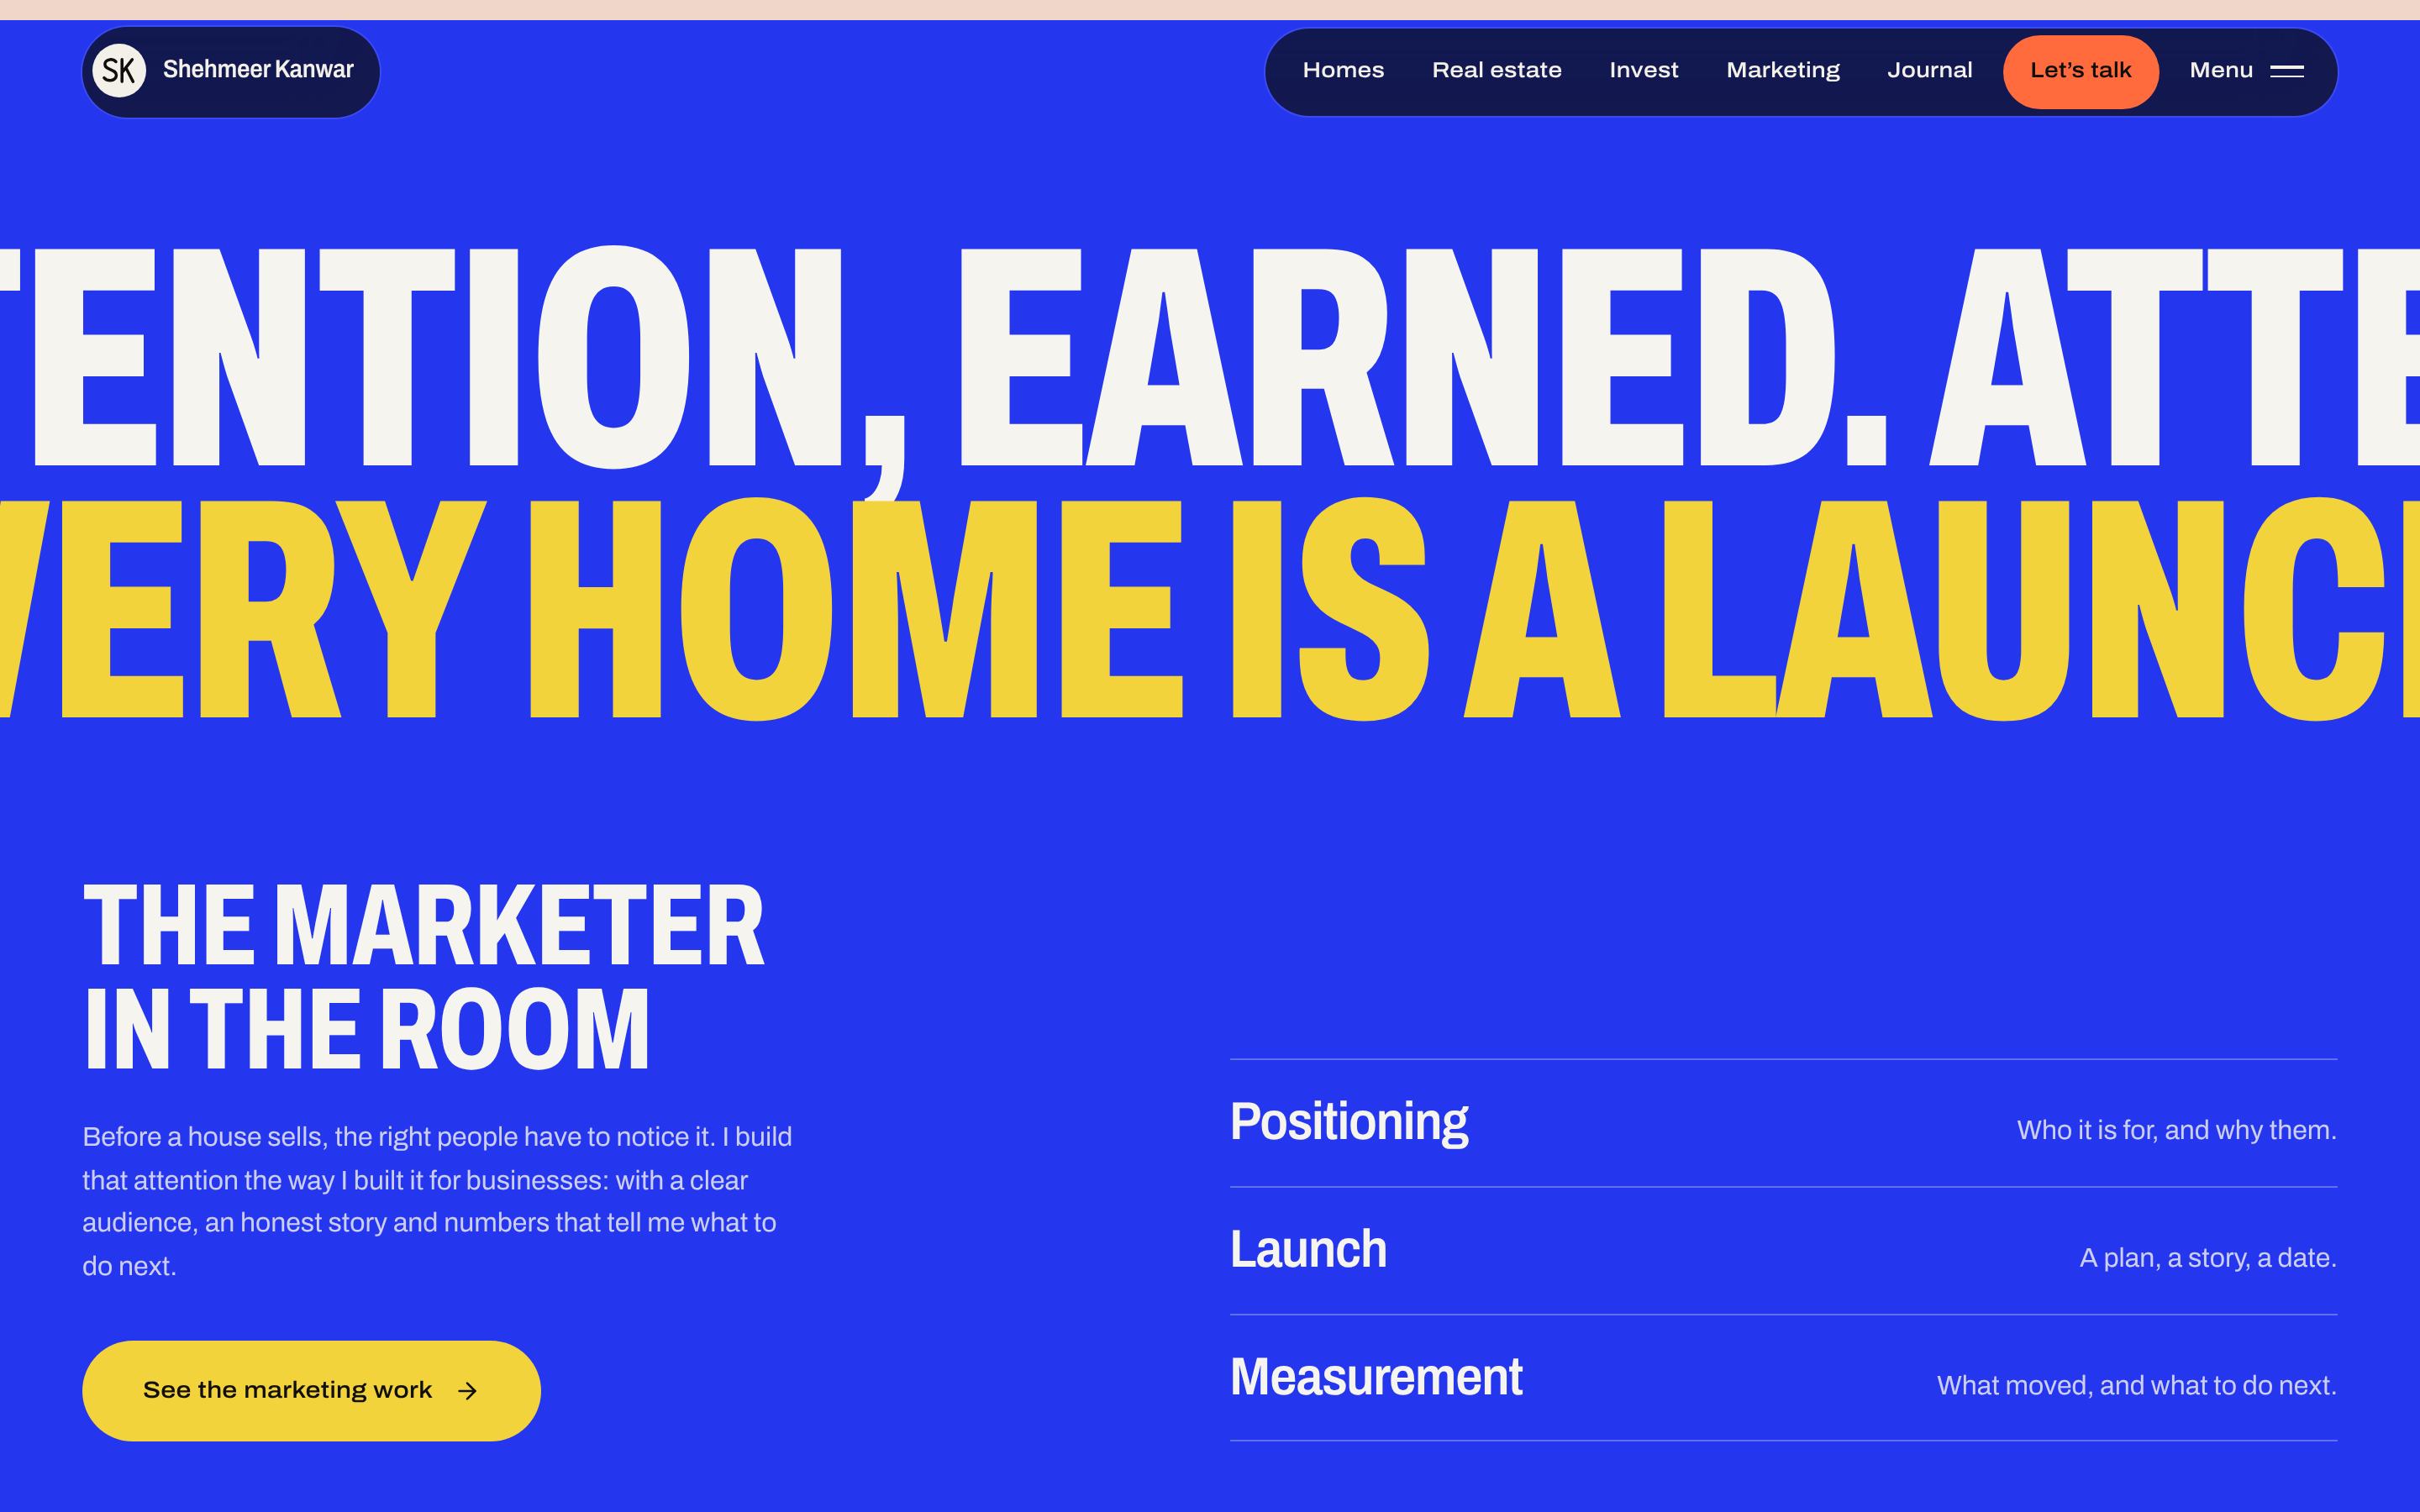 SK Shehmeer Kanwar
Homes Real estate Invest Marketing Journal Let's talk Menu
TENTION, EARNED. ATTE
VERY HOME IS A LAUNC
THE MARKETER
IN THE ROOM
Before a house sells, the right people have to notice it. I build
that attention the way I built it for businesses: with a clear
audience, an honest story and numbers that tell me what to
do next.
See the marketing work →
Positioning
Who it is for, and why them.
Launch
A plan, a story, a date.
Measurement
What moved, and what to do next.